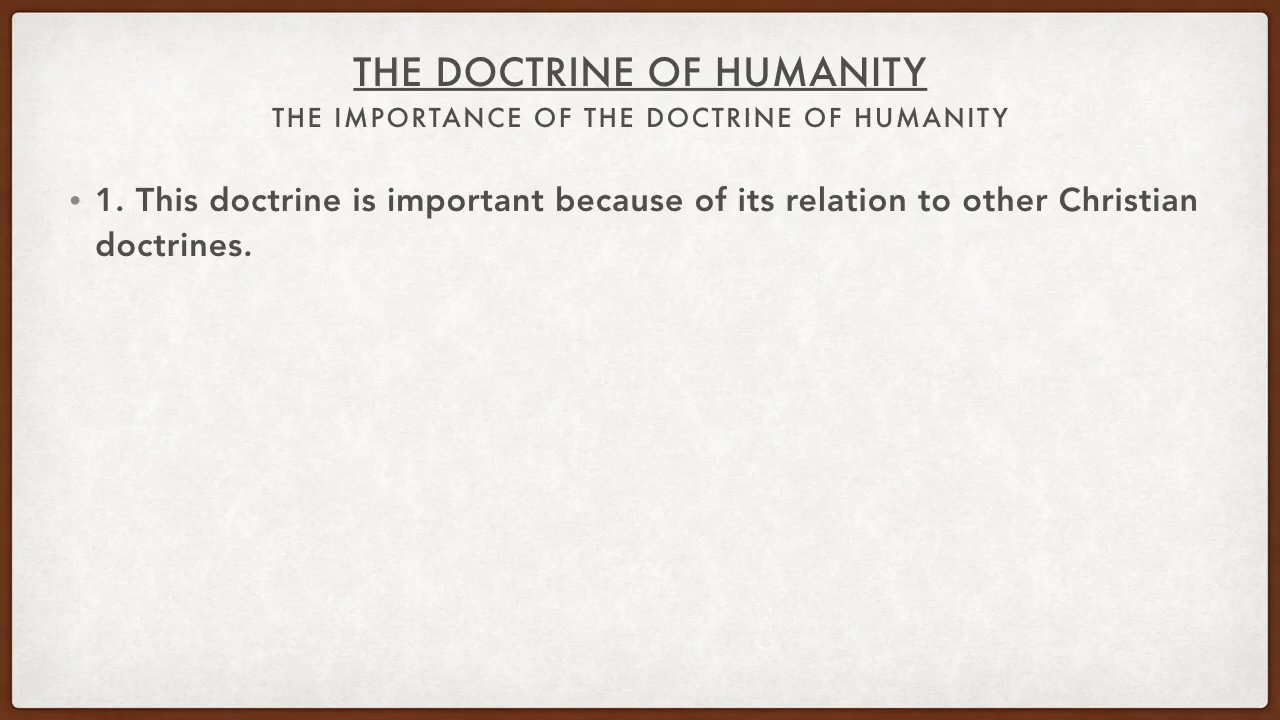 THE DOCTRINE OF HUMANITY
THE IMPORTANCE OF THE DOCTRINE OF HUMANITY
• 1. This doctrine is important because of its relation to other Christian
doctrines.